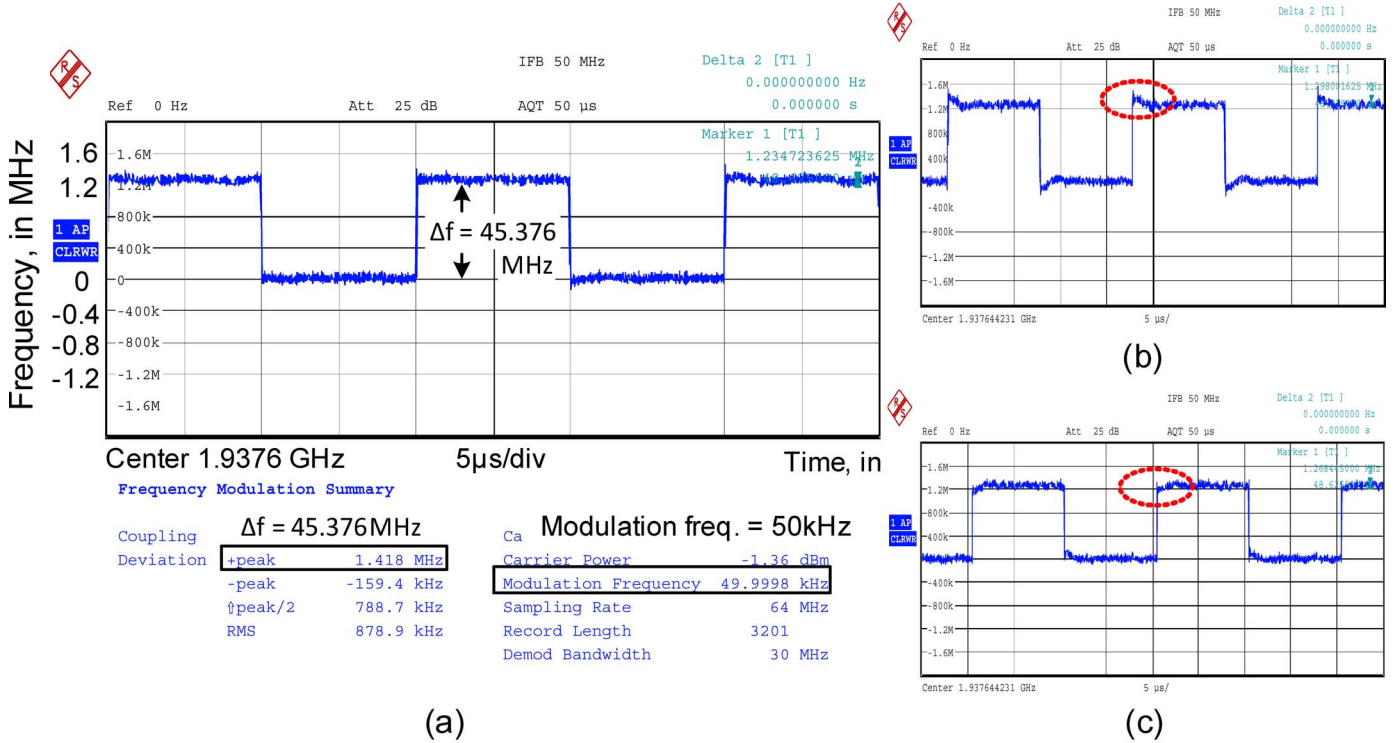 R S
IFB 50 MHz
Delta 2 [T1 ]
0.000000000 Hz
Ref 0 Hz
Att 25 dB
AQT 50 µs
0.000000 s
Marker 1 [T1 ]
1.234723625 MHz
2
Frequency, in MHz
1.6
1.2
0
-0.4
-0.8
-1.2
1 AP
CLRWR
1.6M
1.2M
800k
400k
0
-400k
-800k
-1.2M
-1.6M
Δf = 45.376
MHz
Center 1.9376 GHz
5µs/div
Time, in
Frequency Modulation Summary
Coupling
Δf = 45.376MHz
Ca
Modulation freq. = 50kHz
Deviation
+peak 1.418 MHz
Carrier Power -1.36 dBm
-peak -159.4 kHz
Modulation Frequency 49.9998 kHz
⇧peak/2 788.7 kHz
Sampling Rate 64 MHz
RMS 878.9 kHz
Record Length 3201
Demod Bandwidth 30 MHz
(a)
R S
IFB 50 MHz
Delta 2 [T1 ]
0.000000000 Hz
Ref 0 Hz
Att 25 dB
AQT 50 µs
0.000000 s
Marker 1 [T1 ]
1.298001625 MHz
1 AP
CLRWR
1.6M
1.2M
800k
400k
-400k
-800k
-1.2M
-1.6M
Center 1.937644231 GHz
5 µs/
(b)
R S
IFB 50 MHz
Delta 2 [T1 ]
0.000000000 Hz
Ref 0 Hz
Att 25 dB
AQT 50 µs
0.000000 s
Marker 1 [T1 ]
1.268445000 MHz
1 AP
CLRWR
1.6M
1.2M
800k
400k
-400k
-800k
-1.2M
-1.6M
Center 1.937644231 GHz
5 µs/
(c)